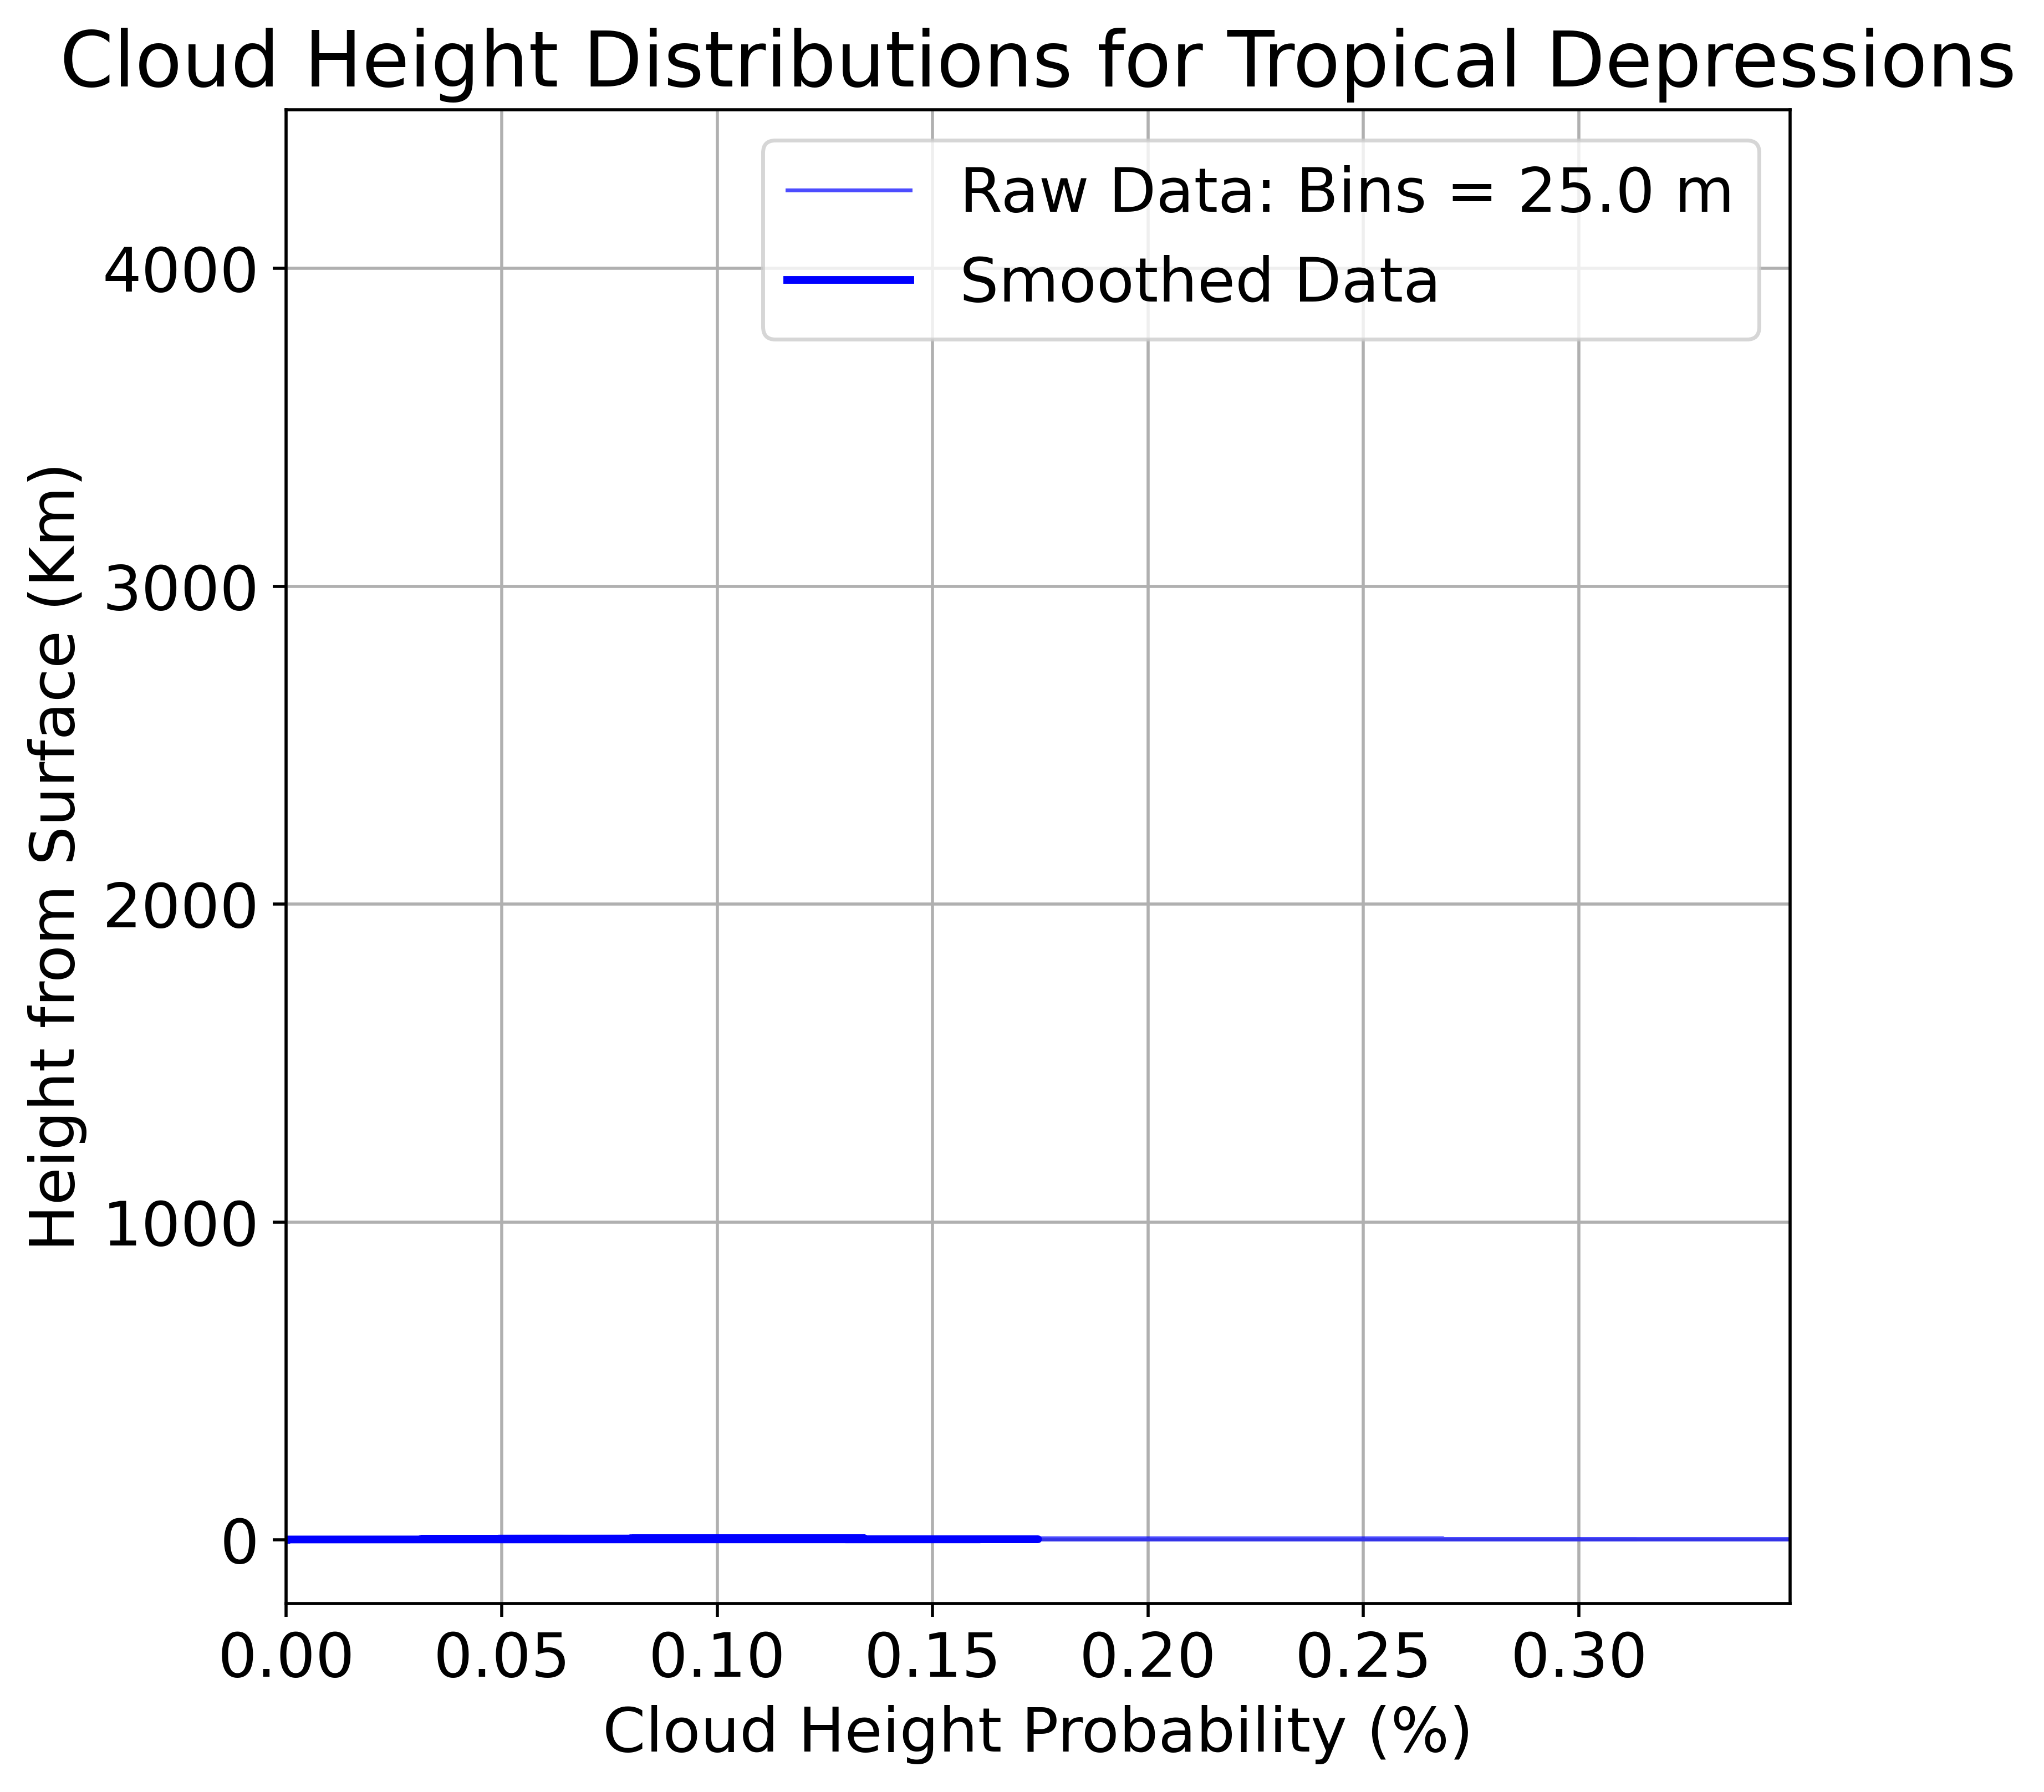 Cloud Height Distributions for Tropical Depressions
Raw Data: Bins = 25.0 m
Smoothed Data
Height from Surface (Km)
4000
3000
2000
1000
0
0.00 0.05 0.10 0.15 0.20 0.25 0.30
Cloud Height Probability (%)